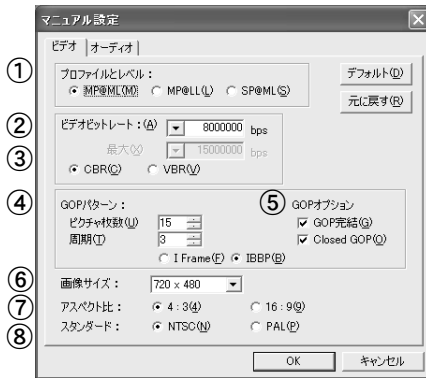 マニュアル設定
ビデオ オーディオ
① プロファイルとレベル：
MP@ML(M) MP@LL(L) SP@ML(S)
デフォルト(D)
元に戻す(R)
② ビデオビットレート：(A) 8000000 bps
最大(X) 15000000 bps
③ CBR(C) VBR(V)
④ GOPパターン：
ピクチャ枚数(U) 15
周期(T) 3
I Frame(F) IBBP(B)
⑤ GOPオプション
GOP完結(G)
Closed GOP(O)
⑥ 画像サイズ： 720 x 480
⑦ アスペクト比： 4：3(4) 16：9(9)
⑧ スタンダード： NTSC(N) PAL(P)
OK キャンセル